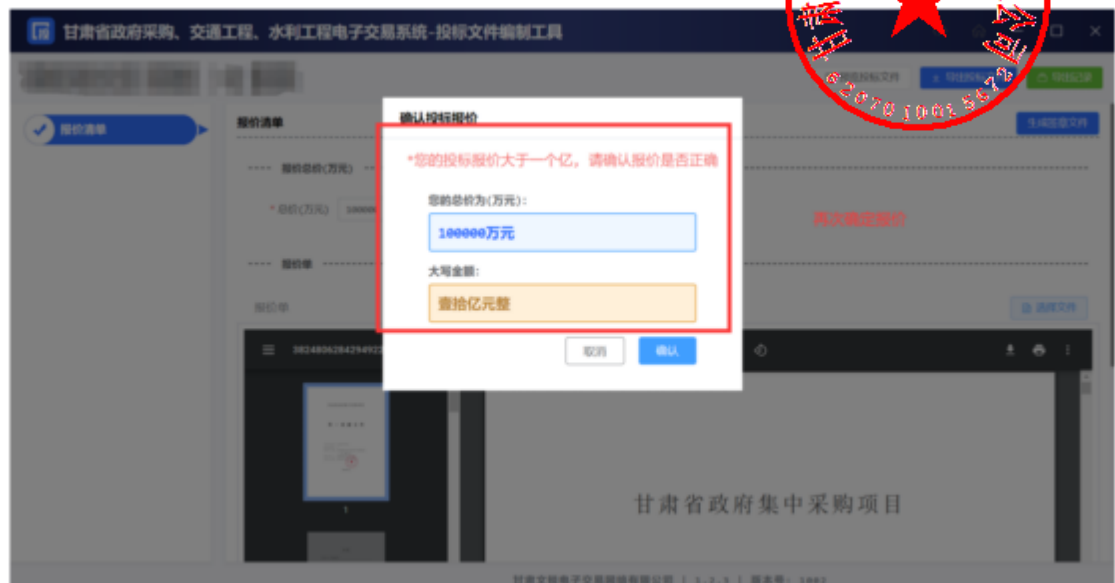 甘肃省政府采购、交通工程、水利工程电子交易系统-投标文件编制工具
报价清单
报价清单
生成签章文件
报价总价(万元)
* 总价(万元)
再次确定报价
报价单
报价单
选择文件
确认投标报价
*您的投标报价大于一个亿，请确认报价是否正确
您的总价为(万元):
100000万元
大写金额:
壹拾亿元整
取消
确认
1
甘肃省政府集中采购项目